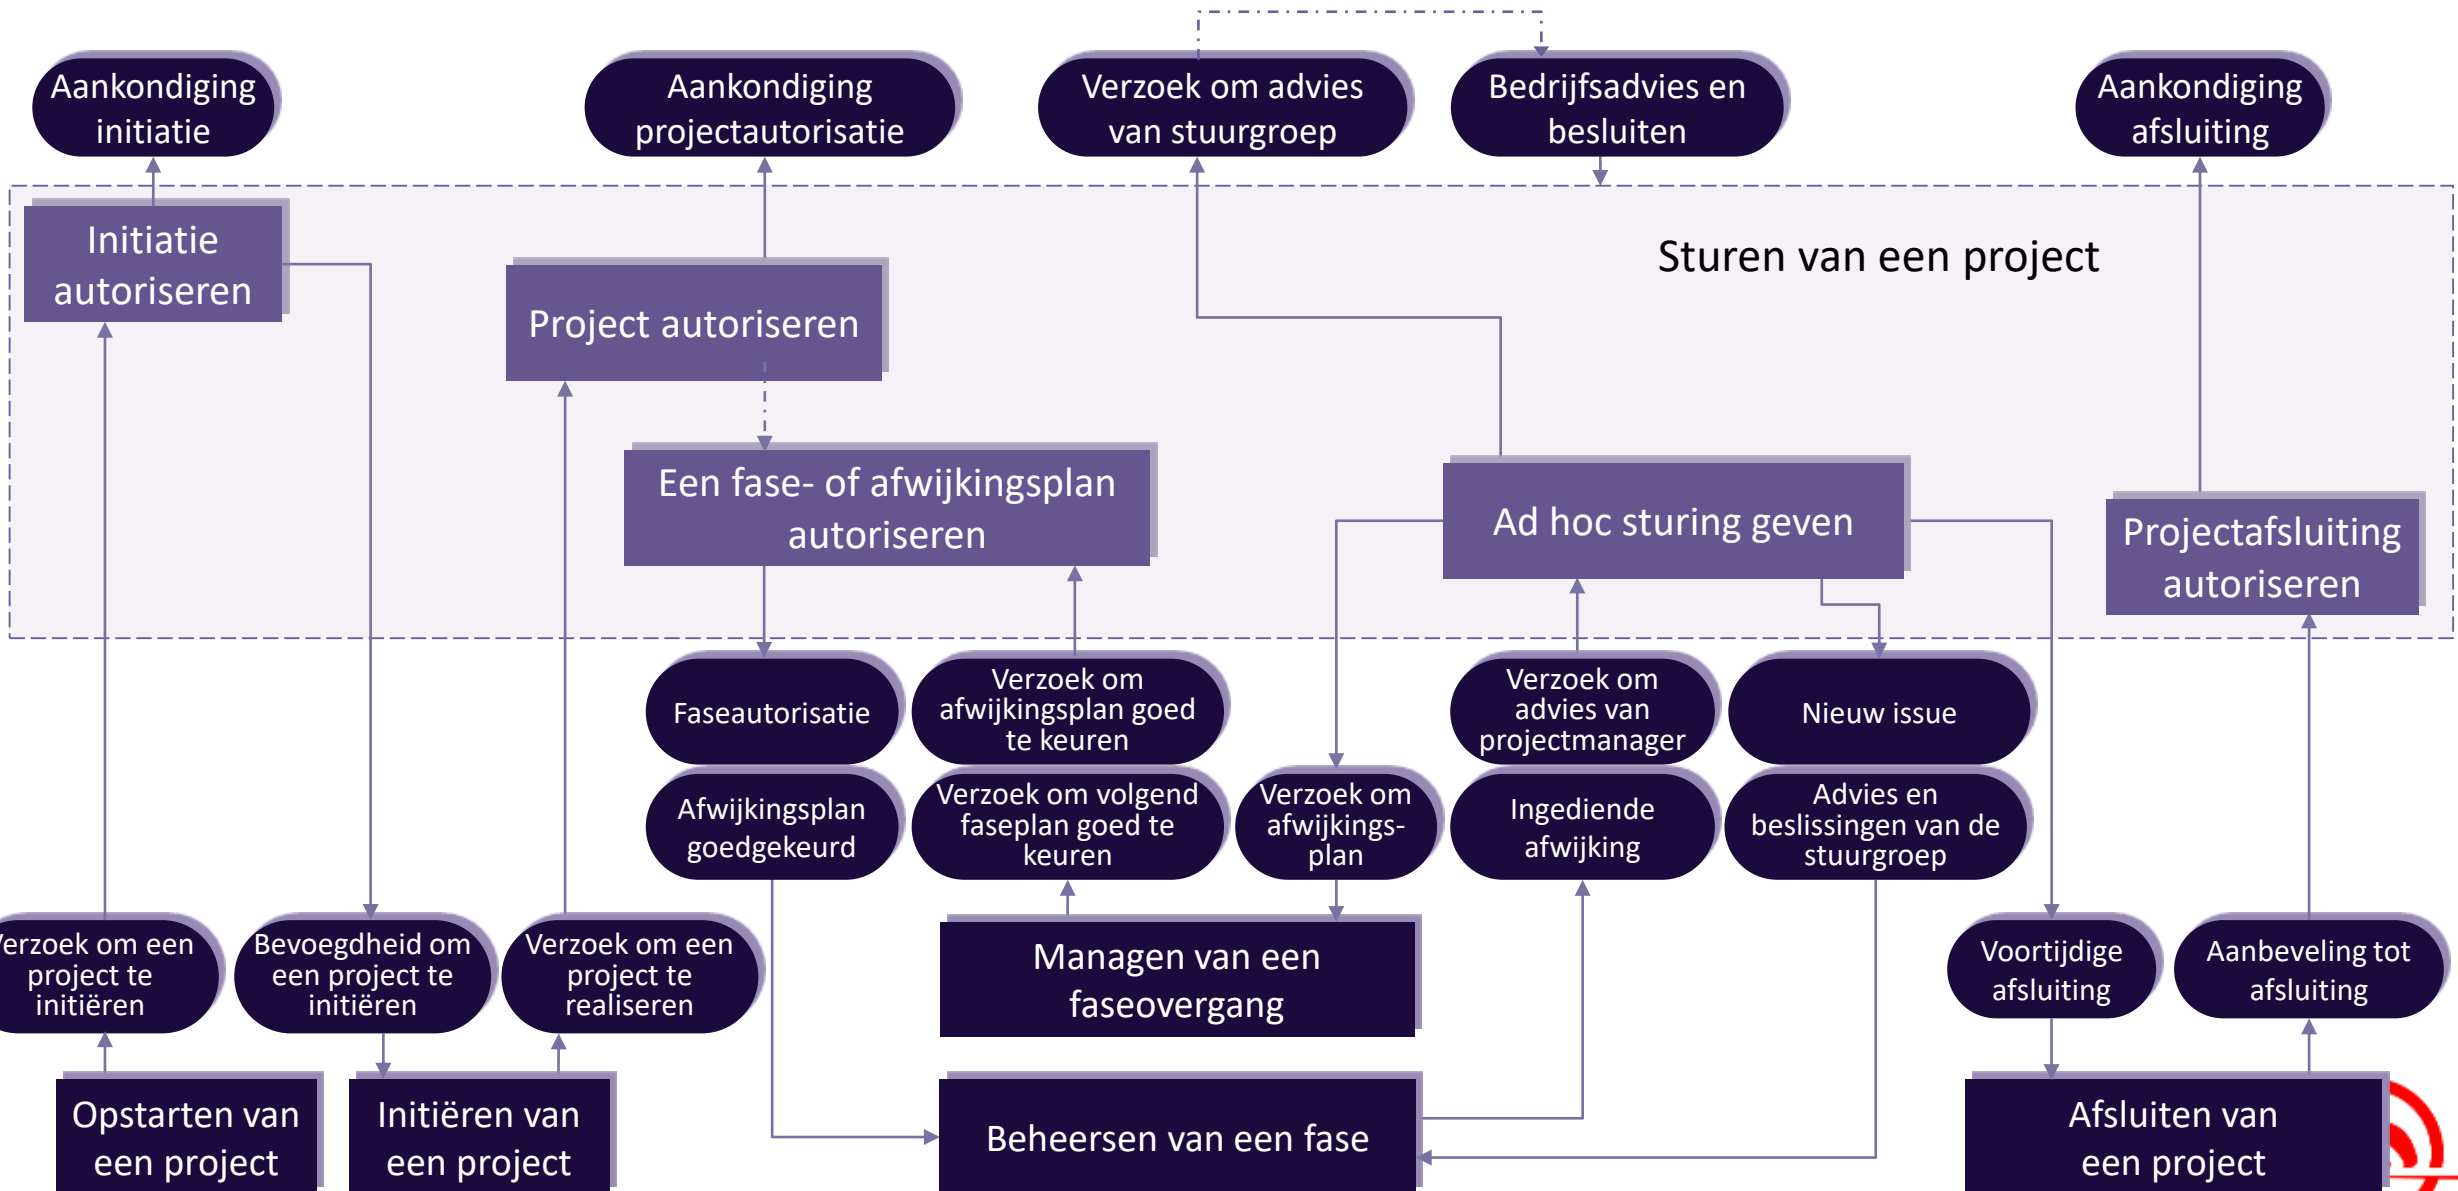 Aankondiging
initiatie
Aankondiging
projectautorisatie
Verzoek om advies
van stuurgroep
Bedrijfsadvies en
besluiten
Aankondiging
afsluiting
Initiatie
autoriseren
Project autoriseren
Sturen van een project
Een fase- of afwijkingsplan
autoriseren
Ad hoc sturing geven
Projectafsluiting
autoriseren
Faseautorisatie
Verzoek om
afwijkingsplan goed
te keuren
Verzoek om
advies van
projectmanager
Nieuw issue
Afwijkingsplan
goedgekeurd
Verzoek om volgend
faseplan goed te
keuren
Verzoek om
afwijkings-
plan
Ingediende
afwijking
Advies en
beslissingen van de
stuurgroep
Verzoek om een
project te
initiëren
Bevoegdheid om
een project te
initiëren
Verzoek om een
project te
realiseren
Managen van een
faseovergang
Voortijdige
afsluiting
Aanbeveling tot
afsluiting
Opstarten van
een project
Initiëren van
een project
Beheersen van een fase
Afsluiten van
een project